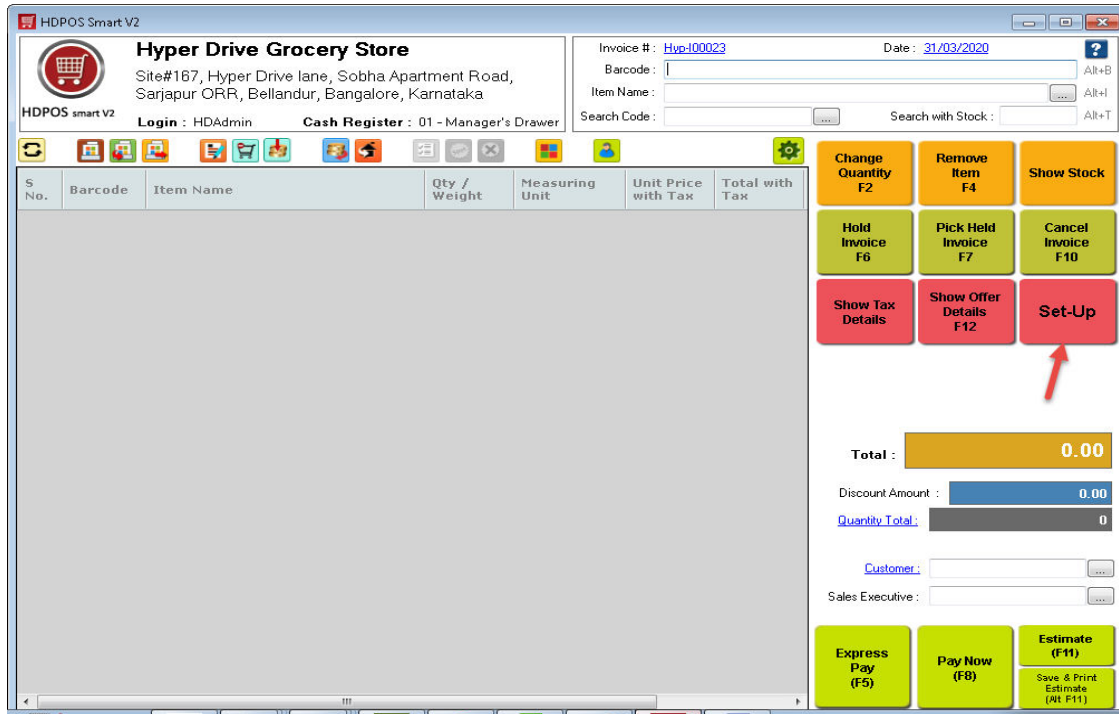 HDPOS Smart V2
Hyper Drive Grocery Store
Site#167, Hyper Drive lane, Sobha Apartment Road,
Sarjapur ORR, Bellandur, Bangalore, Karnataka
HDPOS smart V2
Login : HDAdmin Cash Register : 01 - Manager's Drawer
Invoice # : Hyp-I00023 Date : 31/03/2020 ?
Barcode : Alt+B
Item Name : ... Alt+I
Search Code : ... Search with Stock : Alt+T
S No. Barcode Item Name Qty / Weight Measuring Unit Unit Price with Tax Total with Tax
Change
Quantity
F2
Remove
Item
F4
Show Stock
Hold
Invoice
F6
Pick Held
Invoice
F7
Cancel
Invoice
F10
Show Tax
Details
Show Offer
Details
F12
Set-Up
Total : 0.00
Discount Amount : 0.00
Quantity Total : 0
Customer : ...
Sales Executive : ...
Express
Pay
(F5)
Pay Now
(F8)
Estimate
(F11)
Save & Print
Estimate
(Alt F11)